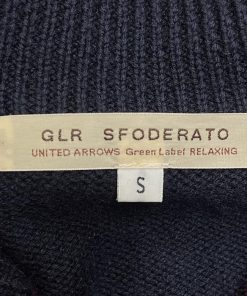 GLR SFODERATO
UNITED ARROWS Green Label RELAXING
S